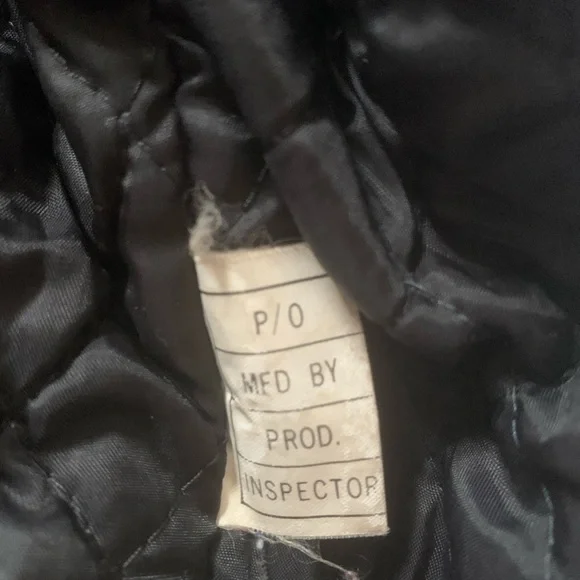 P/O
MFD BY
PROD.
INSPECTOR